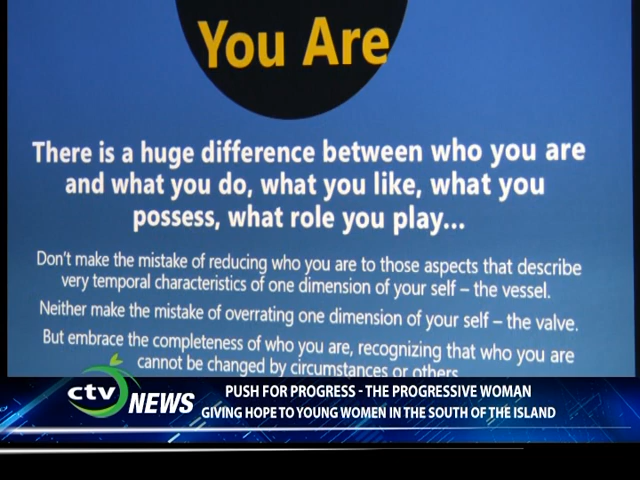 You Are
There is a huge difference between who you are
and what you do, what you like, what you
possess, what role you play...
Don't make the mistake of reducing who you are to those aspects that describe
very temporal characteristics of one dimension of your self – the vessel.
Neither make the mistake of overrating one dimension of your self – the valve.
But embrace the completeness of who you are, recognizing that who you are
cannot be changed by circumstances or others
ctv NEWS
PUSH FOR PROGRESS - THE PROGRESSIVE WOMAN
GIVING HOPE TO YOUNG WOMEN IN THE SOUTH OF THE ISLAND